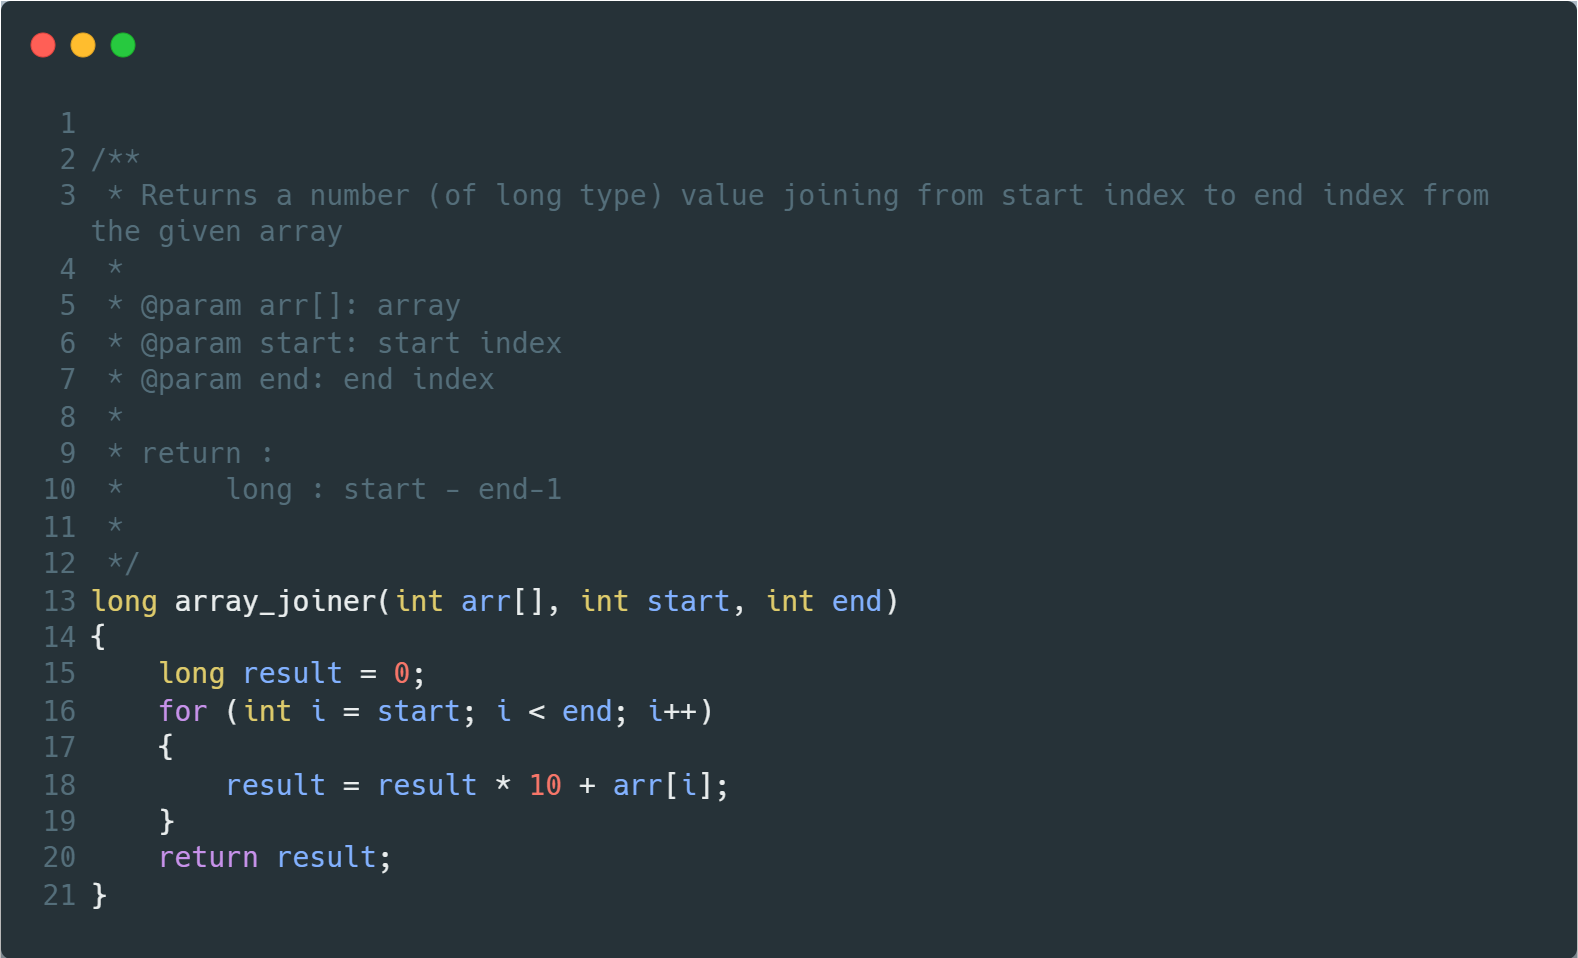 1
2 /**
3  * Returns a number (of long type) value joining from start index to end index from
the given array
4  *
5  * @param arr[]: array
6  * @param start: start index
7  * @param end: end index
8  *
9  * return :
10  *      long : start - end-1
11  *
12  */
13 long array_joiner(int arr[], int start, int end)
14 {
15     long result = 0;
16     for (int i = start; i < end; i++)
17     {
18         result = result * 10 + arr[i];
19     }
20     return result;
21 }